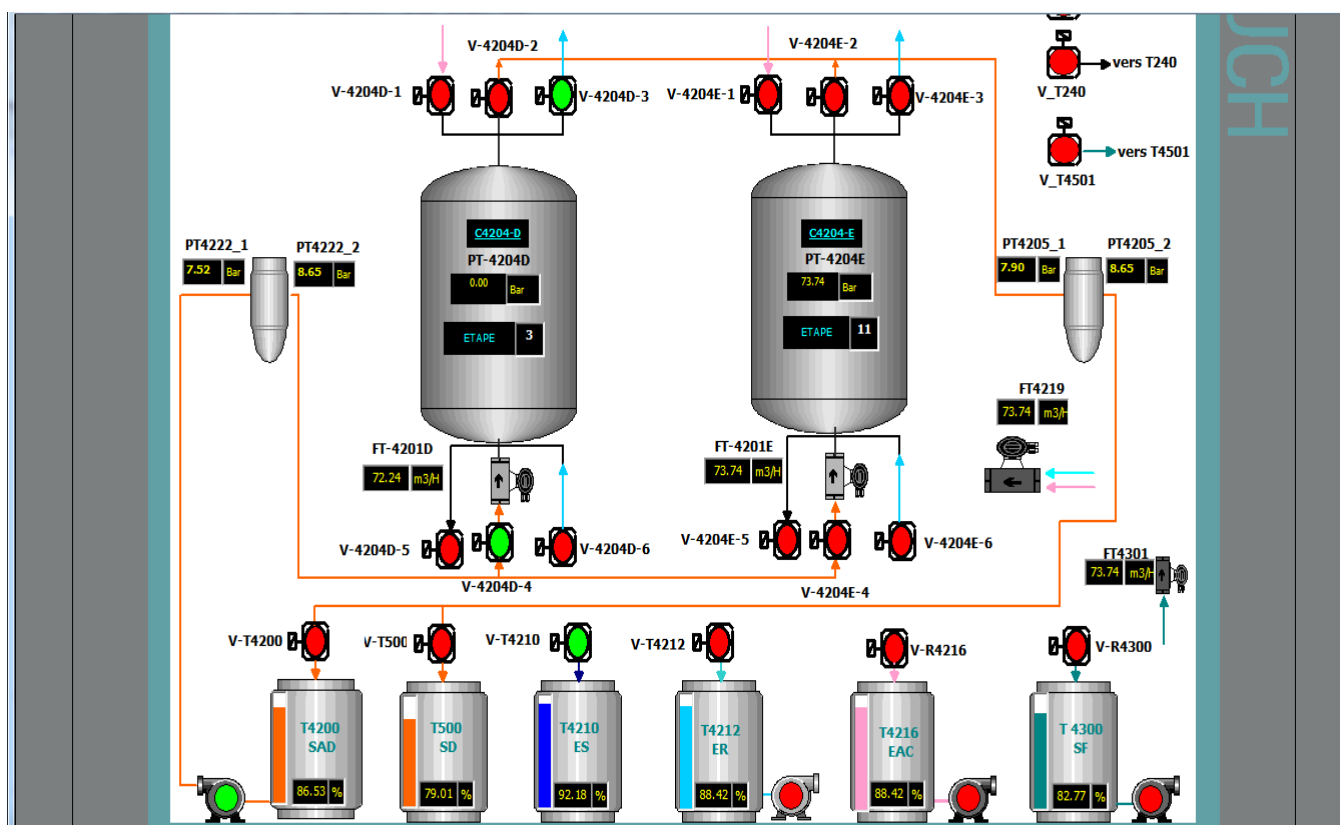 V-4204D-2
V-4204E-2
vers T240
V_T240
V-4204D-1
V-4204D-3
V-4204E-1
V-4204E-3
UCH
vers T4501
V_T4501
C4204-D
C4204-E
PT4222_1
PT4222_2
PT-4204D
PT-4204E
PT4205_1
PT4205_2
7.52 Bar
8.65 Bar
0.00 Bar
73.74 Bar
7.90 Bar
8.65 Bar
ETAPE 3
ETAPE 11
FT4219
73.74 m3/H
FT-4201D
FT-4201E
72.24 m3/H
73.74 m3/H
V-4204D-5
V-4204D-6
V-4204E-5
V-4204E-6
FT4301
73.74 m3/H
V-4204D-4
V-4204E-4
V-T4200
V-T500
V-T4210
V-T4212
V-R4216
V-R4300
T4200
SAD
T500
SD
T4210
ES
T4212
ER
T4216
EAC
T 4300
SF
86.53 %
79.01 %
92.18 %
88.42 %
88.42 %
82.77 %